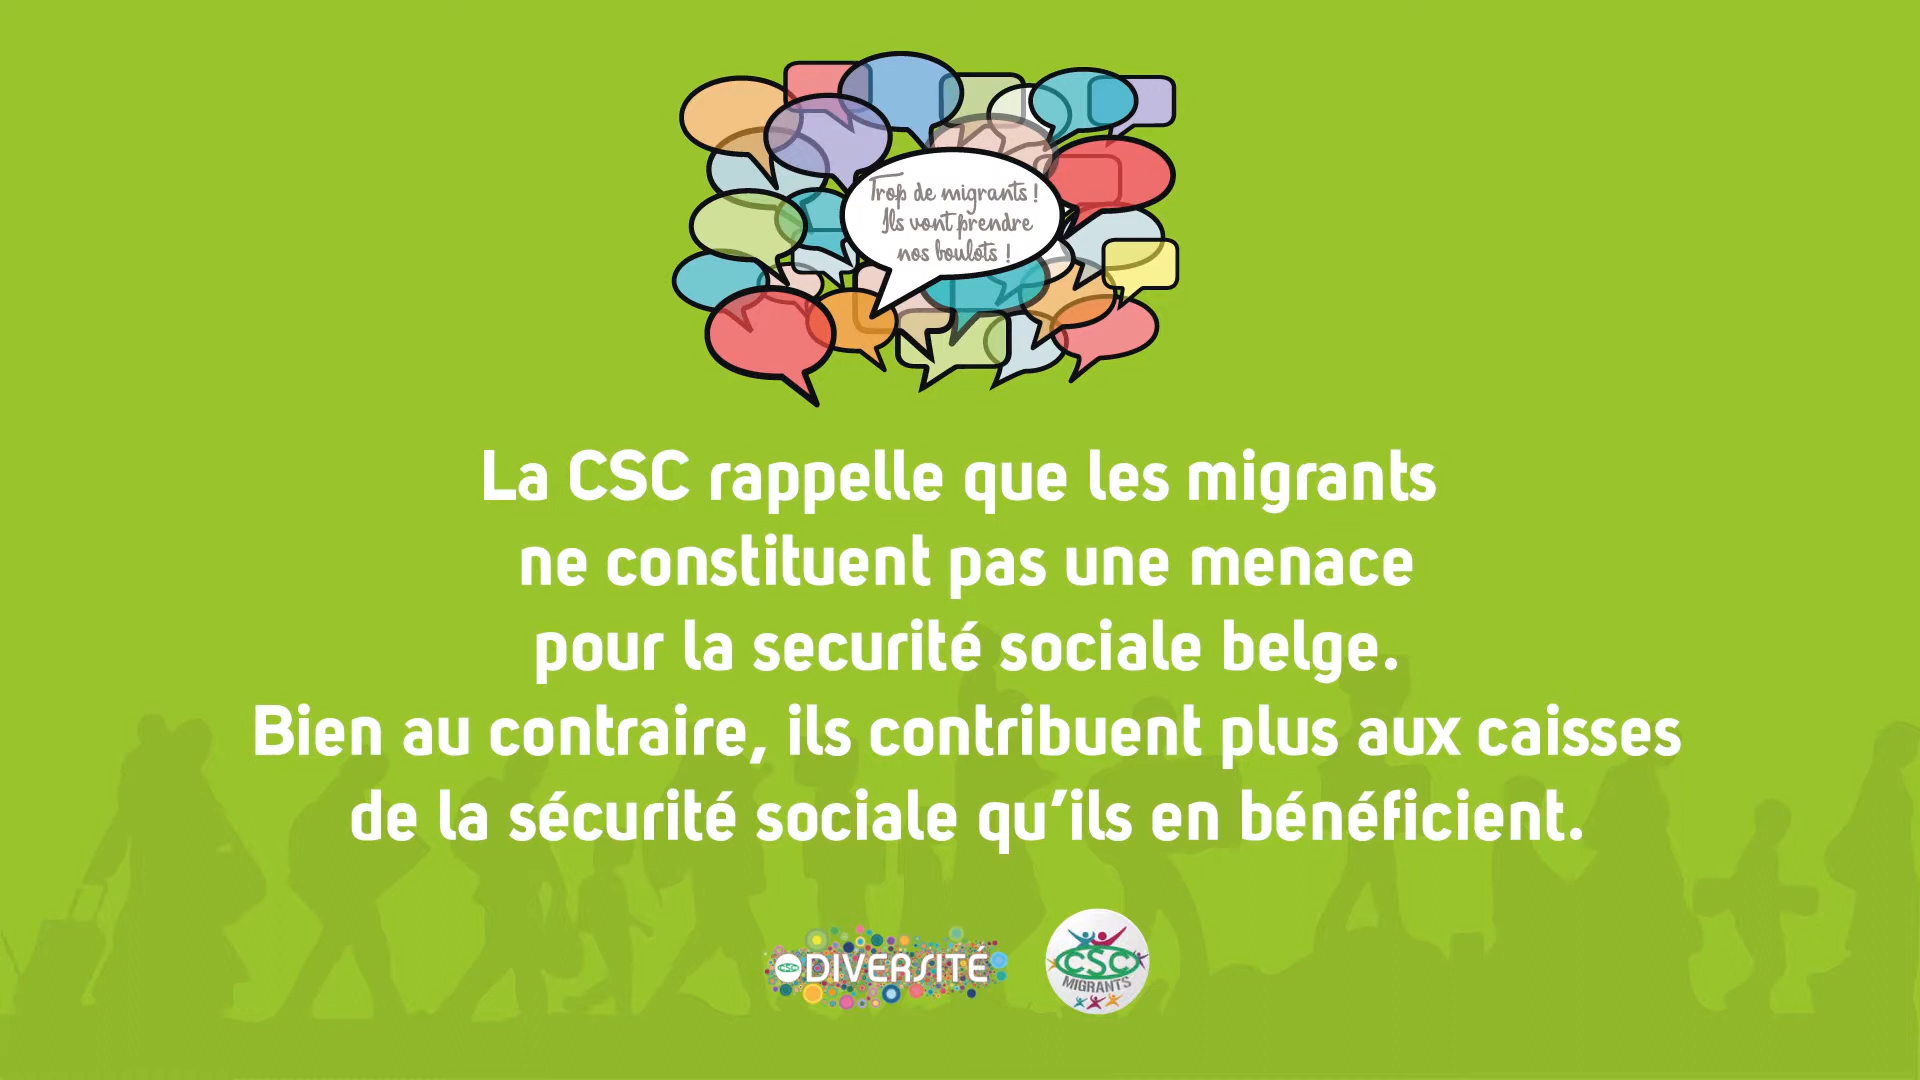 Trop de migrants !
Ils vont prendre
nos boulots !
La CSC rappelle que les migrants
ne constituent pas une menace
pour la securité sociale belge.
Bien au contraire, ils contribuent plus aux caisses
de la sécurité sociale qu’ils en bénéficient.
CSC DIVERSITÉ
CSC
MIGRANTS